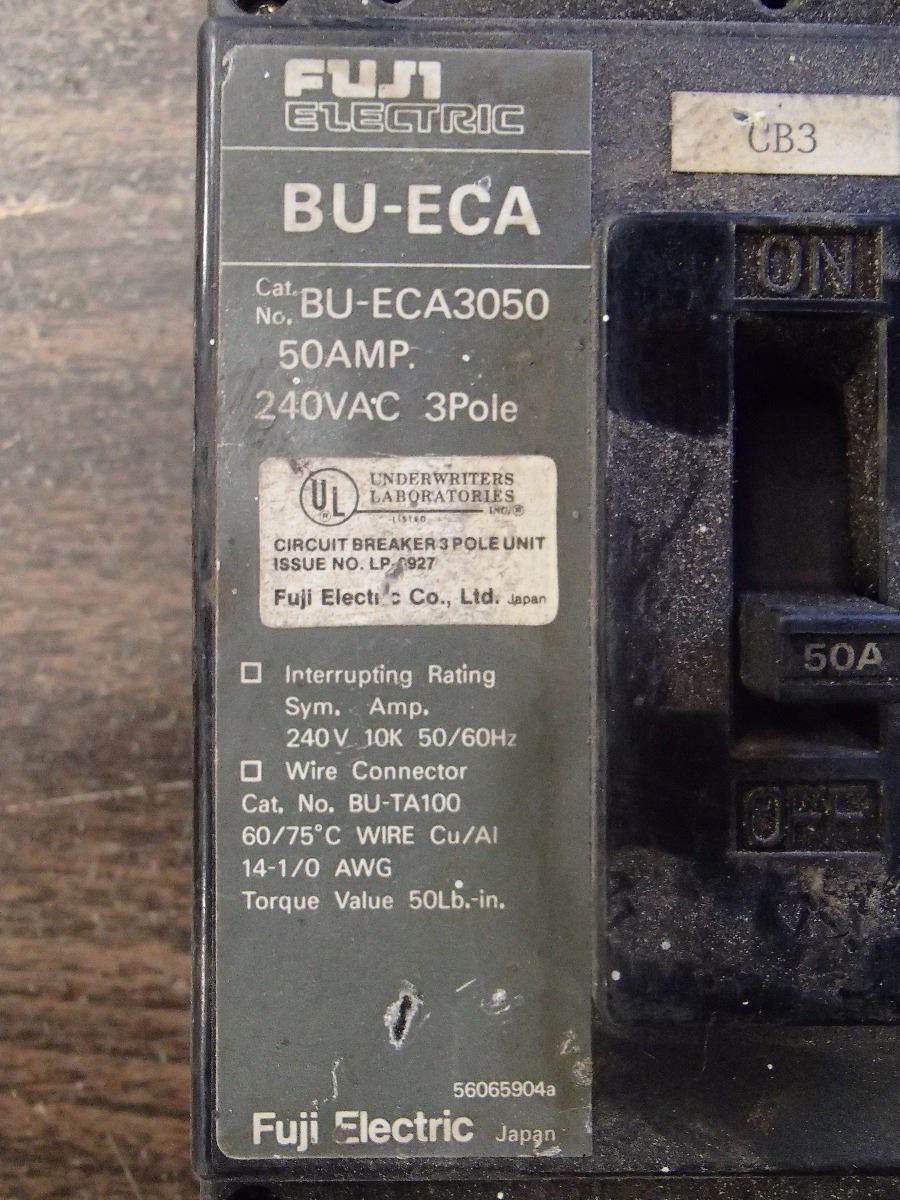 FUJI
ELECTRIC
BU-ECA
Cat.
No. BU-ECA3050
50AMP.
240VAC 3Pole
UL ®
UNDERWRITERS
LABORATORIES
INC.®
LISTED
CIRCUIT BREAKER 3 POLE UNIT
ISSUE NO.
Fuji Electric Co., Ltd. Japan
□ Interrupting Rating
Sym. Amp.
240V 10K 50/60Hz
□ Wire Connector
Cat. No. BU-TA100
60/75°C WIRE Cu/Al
14-1/0 AWG
Torque Value 50Lb.-in.
56065904a
Fuji Electric Japan
CB3
ON
50A
OFF